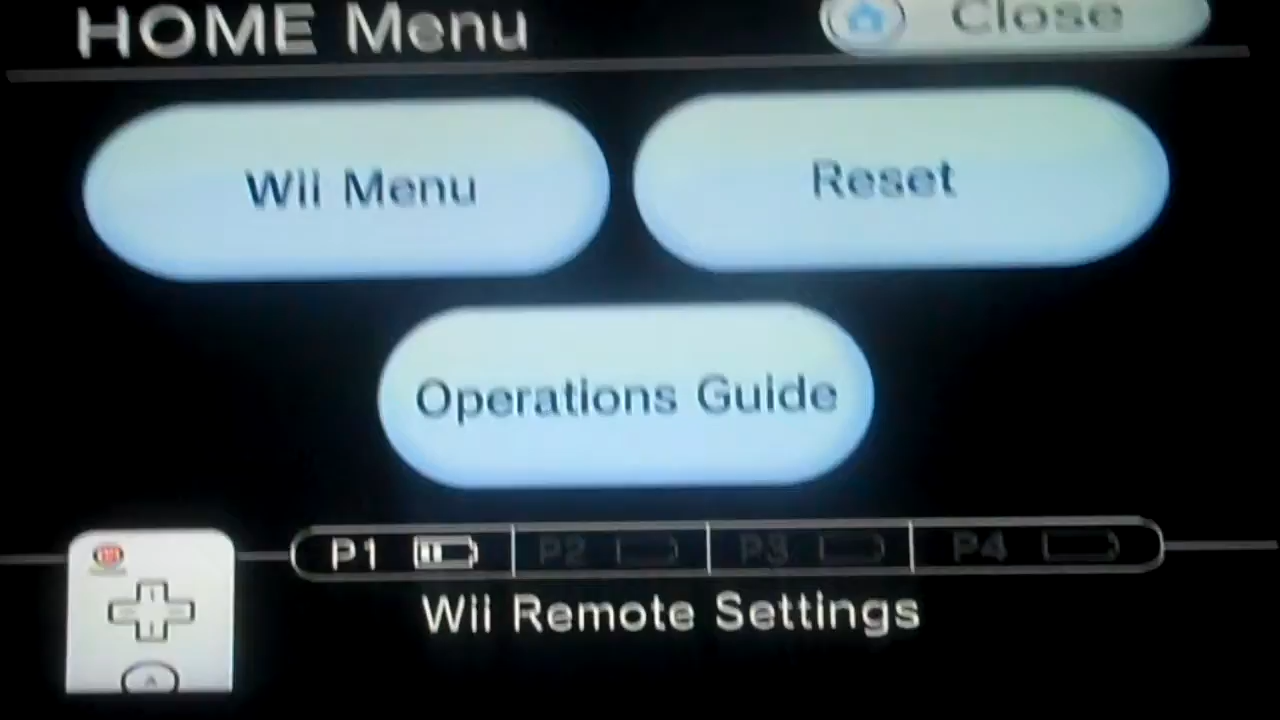 HOME Menu
Close
Wii Menu
Reset
Operations Guide
P1 P2 P3 P4
Wii Remote Settings
A